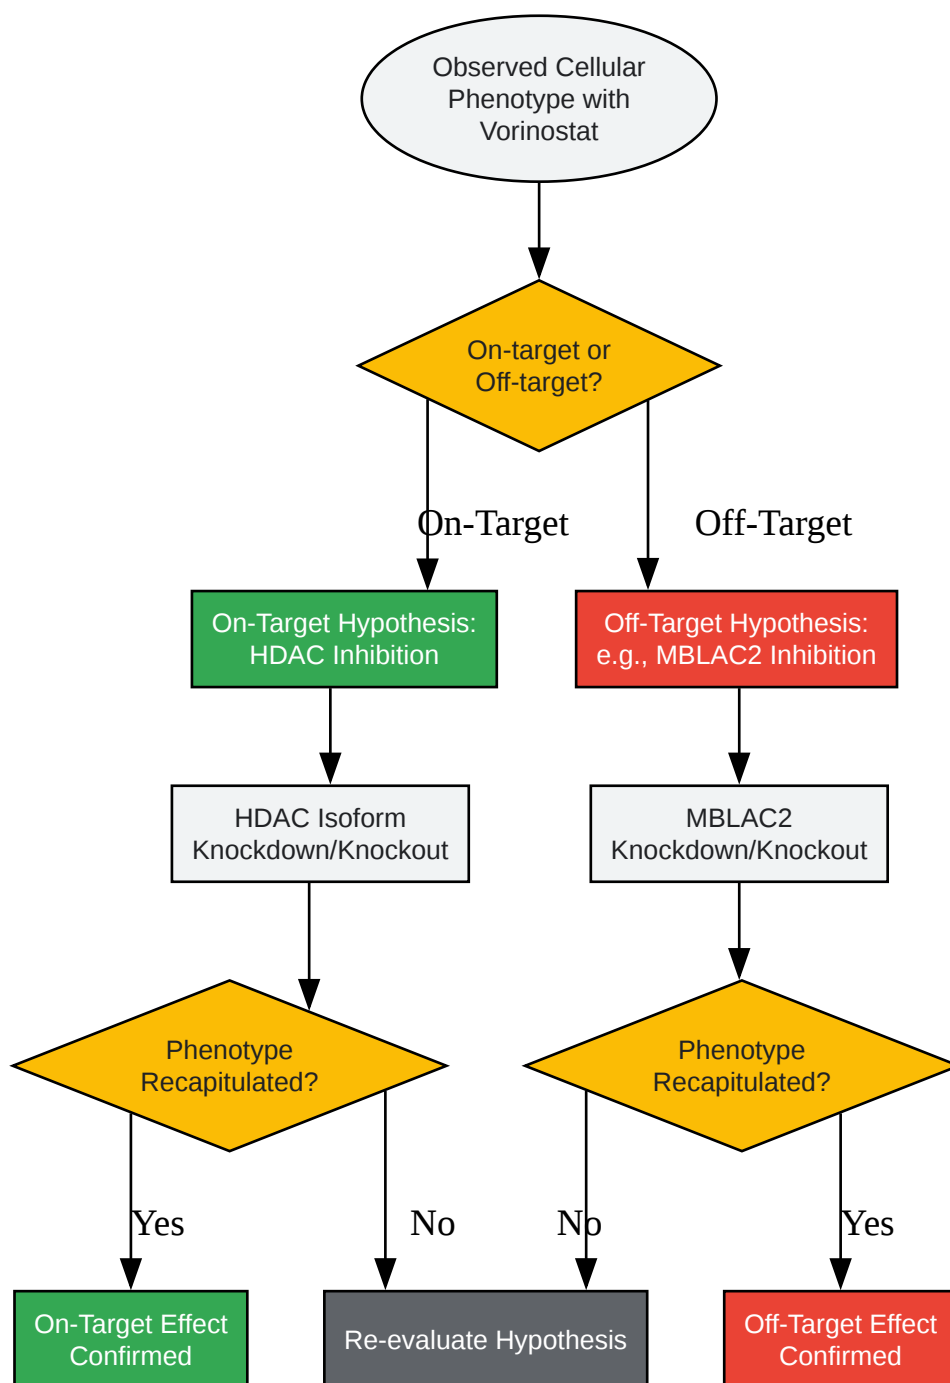 Observed Cellular
Phenotype with
Vorinostat
On-target or
Off-target?
On-Target
Off-Target
On-Target Hypothesis:
HDAC Inhibition
Off-Target Hypothesis:
e.g., MBLAC2 Inhibition
HDAC Isoform
Knockdown/Knockout
MBLAC2
Knockdown/Knockout
Phenotype
Recapitulated?
Phenotype
Recapitulated?
Yes
No
No
Yes
On-Target Effect
Confirmed
Re-evaluate Hypothesis
Off-Target Effect
Confirmed